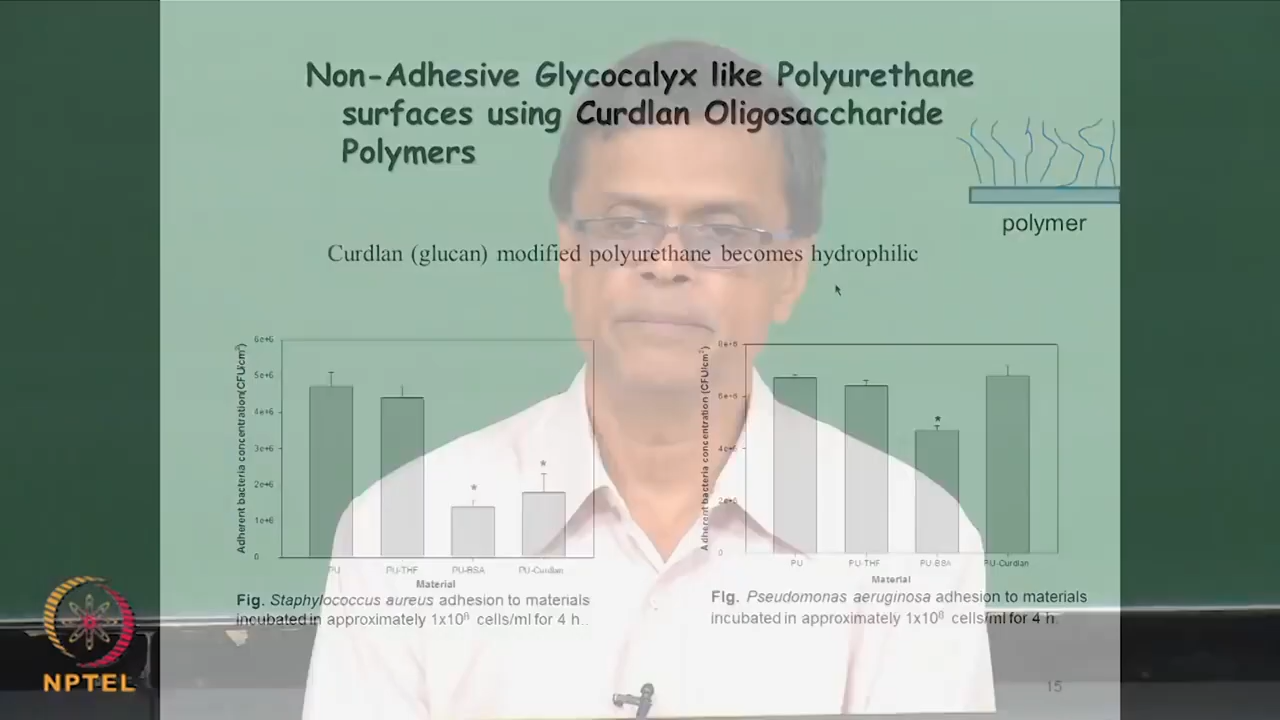 Non-Adhesive Glycocalyx like Polyurethane
surfaces using Curdlan Oligosaccharide
Polymers
polymer
Curdlan (glucan) modified polyurethane becomes hydrophilic
Adherent bacteria concentration(CFU/cm²)
6e+6
5e+6
4e+6
3e+6
2e+6
1e+6
0
PU
PU-THF
PU-BSA
PU-Curdlan
*
*
Material
Fig. Staphylococcus aureus adhesion to materials
incubated in approximately 1x10⁸ cells/ml for 4 h..
Adherent bacteria concentration (CFU/cm²)
8e+6
6e+6
4e+6
2e+6
0
PU
PU-THF
PU-BSA
PU-Curdlan
*
Material
Fig. Pseudomonas aeruginosa adhesion to materials
incubated in approximately 1x10⁸ cells/ml for 4 h.
15
NPTEL